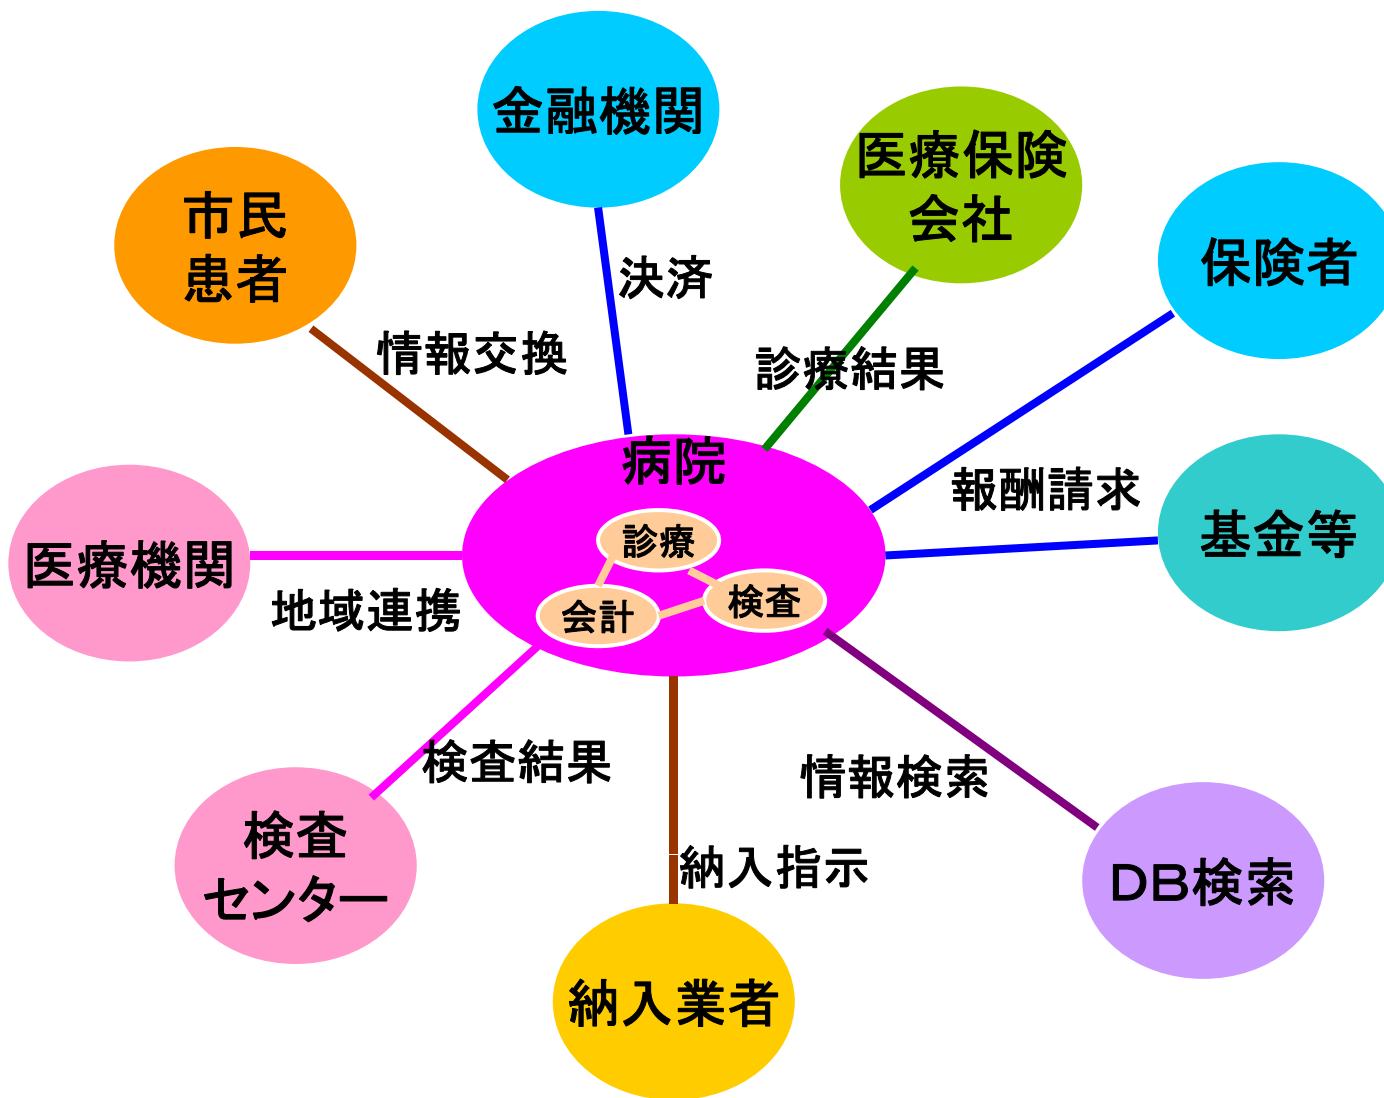 金融機関
医療保険
会社
市民
患者
保険者
決済
情報交換
診療結果
病院
報酬請求
基金等
診療
医療機関
検査
会計
地域連携
検査結果
情報検索
検査
センター
納入指示
DB検索
納入業者